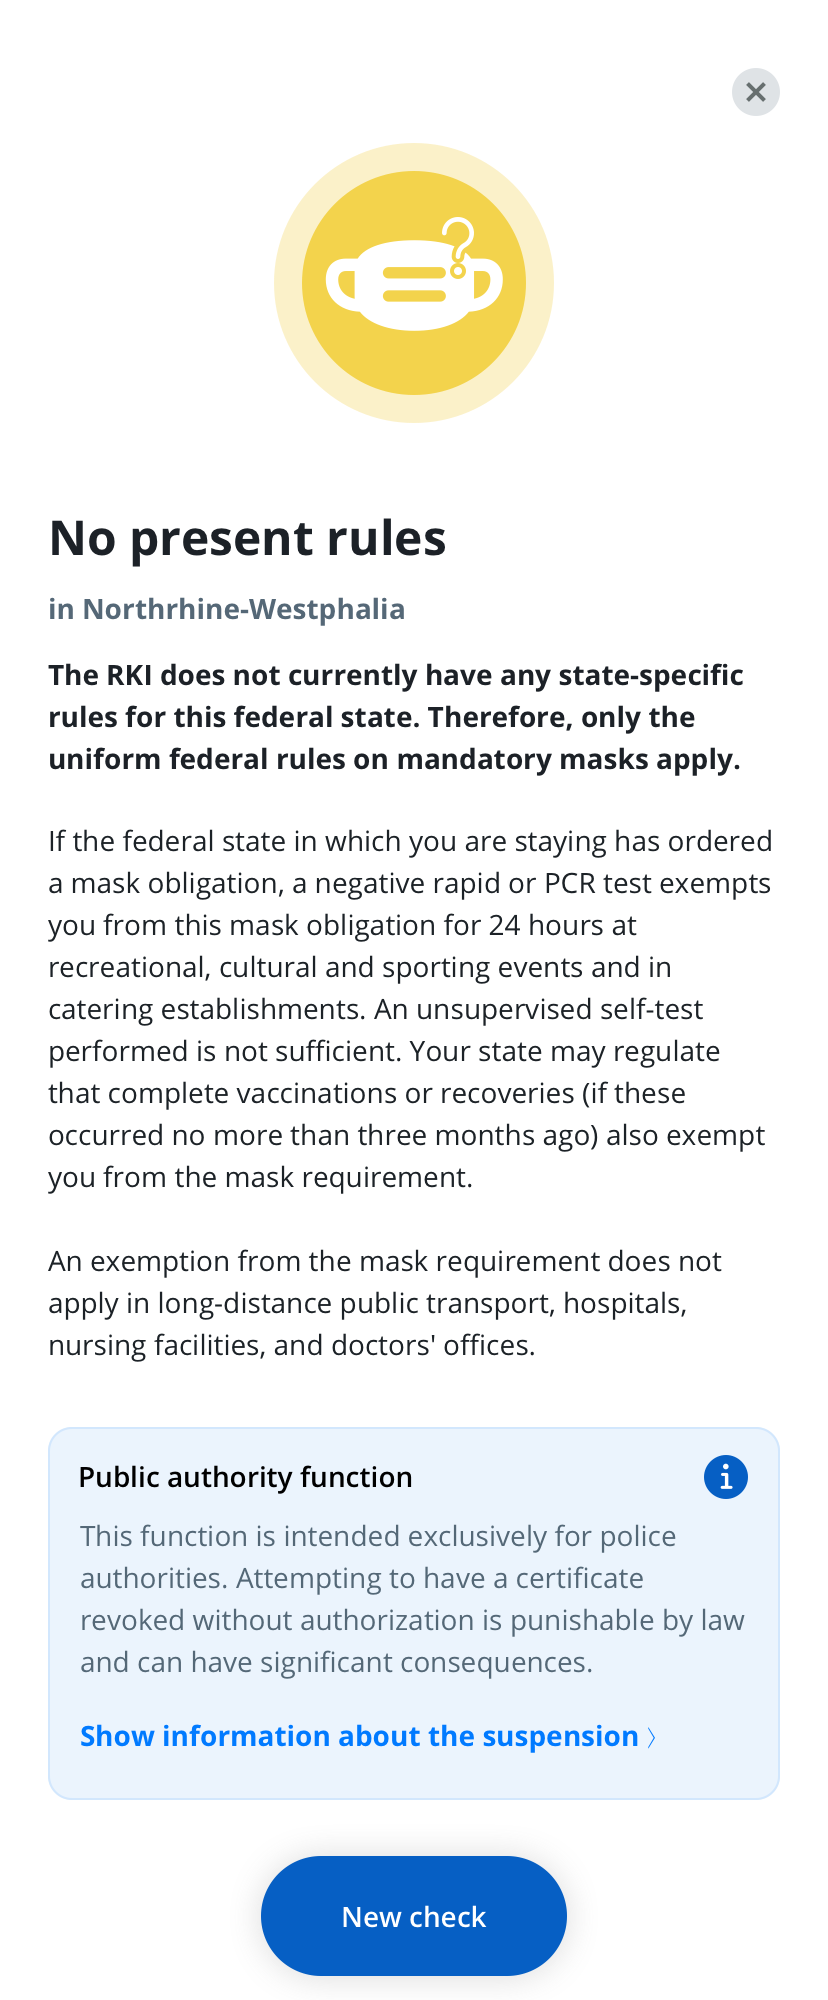 No present rules
in Northrhine-Westphalia
The RKI does not currently have any state-specific
rules for this federal state. Therefore, only the
uniform federal rules on mandatory masks apply.
If the federal state in which you are staying has ordered
a mask obligation, a negative rapid or PCR test exempts
you from this mask obligation for 24 hours at
recreational, cultural and sporting events and in
catering establishments. An unsupervised self-test
performed is not sufficient. Your state may regulate
that complete vaccinations or recoveries (if these
occurred no more than three months ago) also exempt
you from the mask requirement.
An exemption from the mask requirement does not
apply in long-distance public transport, hospitals,
nursing facilities, and doctors' offices.
Public authority function
This function is intended exclusively for police
authorities. Attempting to have a certificate
revoked without authorization is punishable by law
and can have significant consequences.
Show information about the suspension
New check